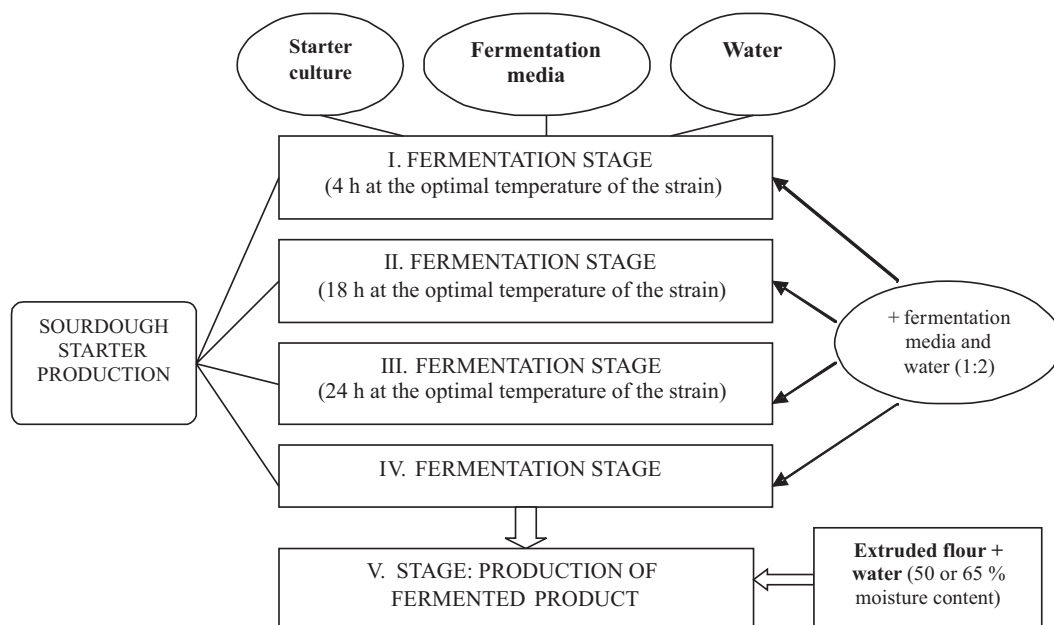 Starter
culture
Fermentation
media
Water
I. FERMENTATION STAGE
(4 h at the optimal temperature of the strain)
II. FERMENTATION STAGE
(18 h at the optimal temperature of the strain)
SOURDOUGH
STARTER
PRODUCTION
+ fermentation
media and
water (1:2)
III. FERMENTATION STAGE
(24 h at the optimal temperature of the strain)
IV. FERMENTATION STAGE
V. STAGE: PRODUCTION OF
FERMENTED PRODUCT
Extruded flour +
water (50 or 65 %
moisture content)